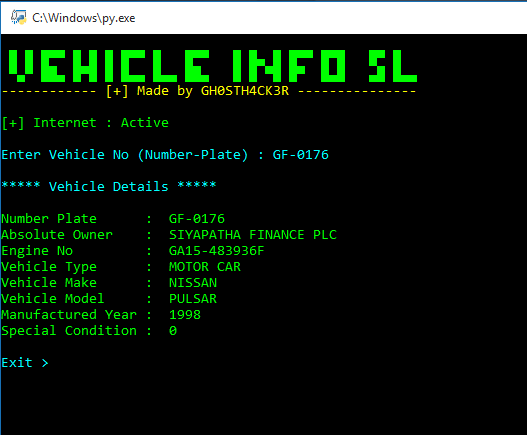 C:\Windows\py.exe
VEHICLE INFO SL
------------ [+] Made by GH0STH4CK3R ---------------
[+] Internet : Active
Enter Vehicle No (Number-Plate) : GF-0176
***** Vehicle Details *****
Number Plate      :  GF-0176
Absolute Owner    :  SIYAPATHA FINANCE PLC
Engine No         :  GA15-483936F
Vehicle Type      :  MOTOR CAR
Vehicle Make      :  NISSAN
Vehicle Model     :  PULSAR
Manufactured Year :  1998
Special Condition :  0
Exit >